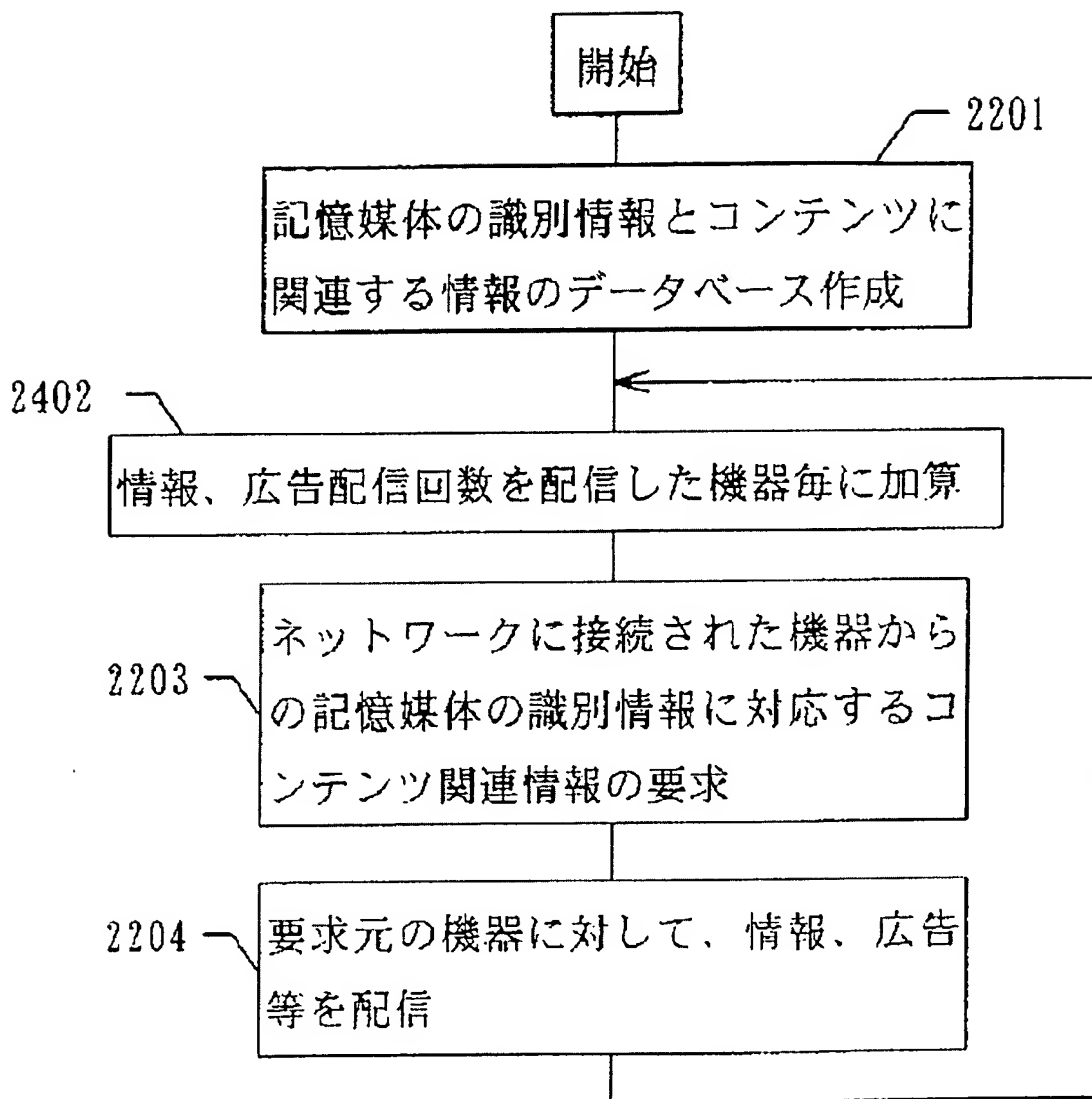 開始
2201
記憶媒体の識別情報とコンテンツに
関連する情報のデータベース作成
2402
情報、広告配信回数を配信した機器毎に加算
ネットワークに接続された機器から
2203
の記憶媒体の識別情報に対応するコ
ンテンツ関連情報の要求
2204
要求元の機器に対して、情報、広告
等を配信